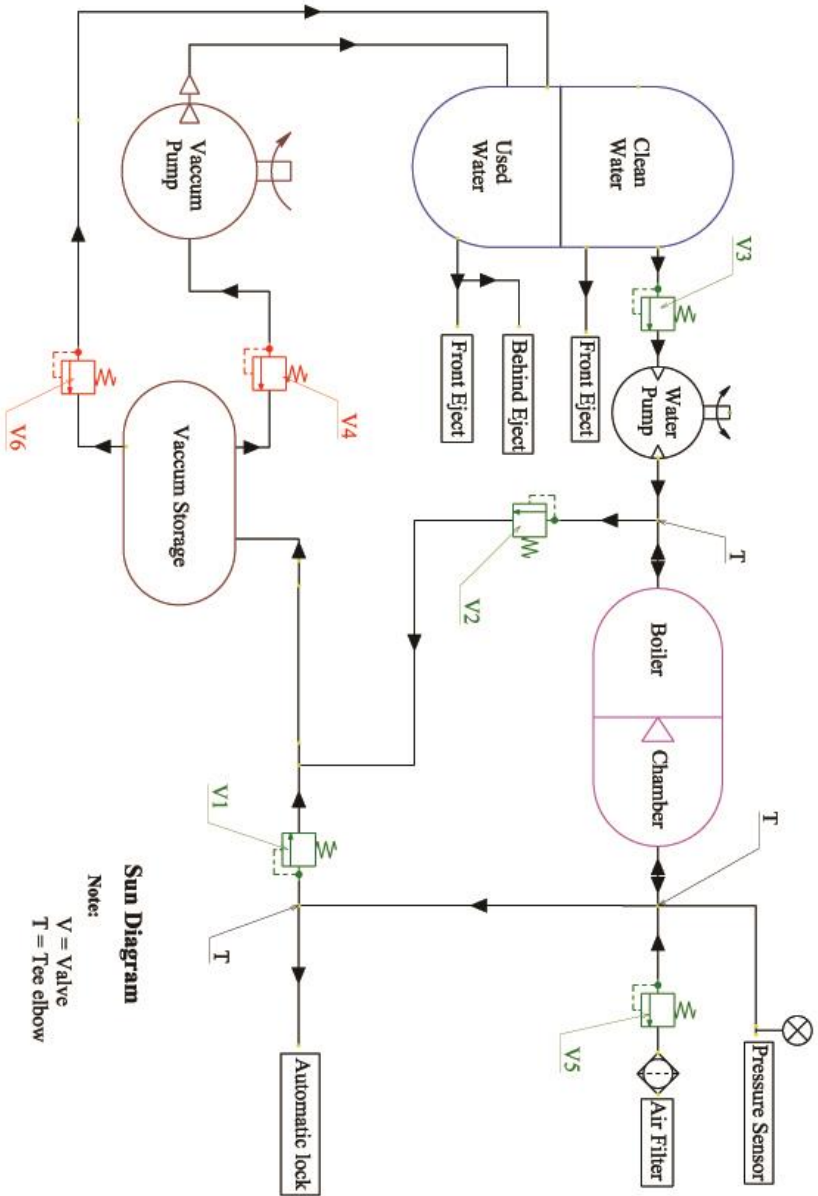 V3
T
Pressure Sensor
T
Clean
Water
Water
Pump
Boiler
Chamber
Air Filter
Front Eject
V5
Behind Eject
Used
Water
Front Eject
V2
V4
Automatic lock
V1
T
Vaccum
Pump
Vaccum Storage
V6
Sun Diagram
Note:
V = Valve
T = Tee elbow